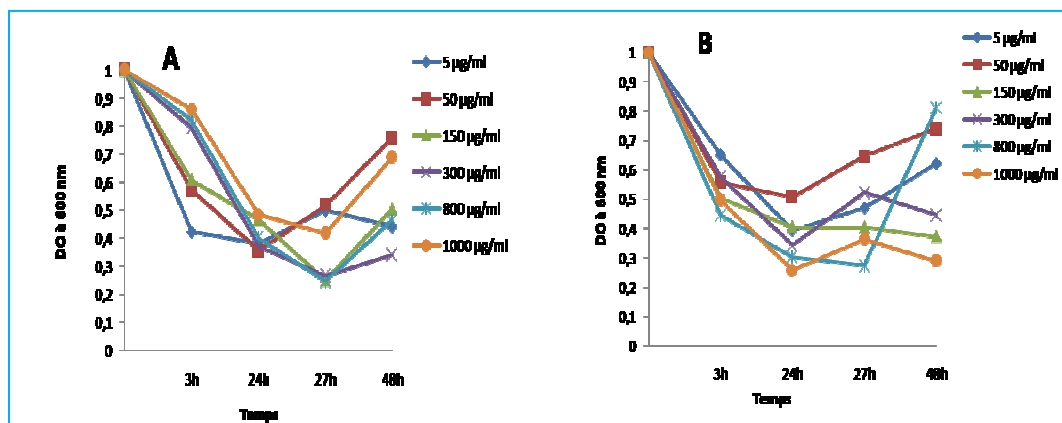 A
DO à 600 nm
1
0,9
0,8
0,7
0,6
0,5
0,4
0,3
0,2
0,1
0
3h
24h
27h
48h
Temps
5 µg/ml
50 µg/ml
150 µg/ml
300 µg/ml
800 µg/ml
1000 µg/ml
B
DO à 600 nm
1
0,9
0,8
0,7
0,6
0,5
0,4
0,3
0,2
0,1
0
3h
24h
27h
48h
Temps
5 µg/ml
50 µg/ml
150 µg/ml
300 µg/ml
800 µg/ml
1000 µg/ml